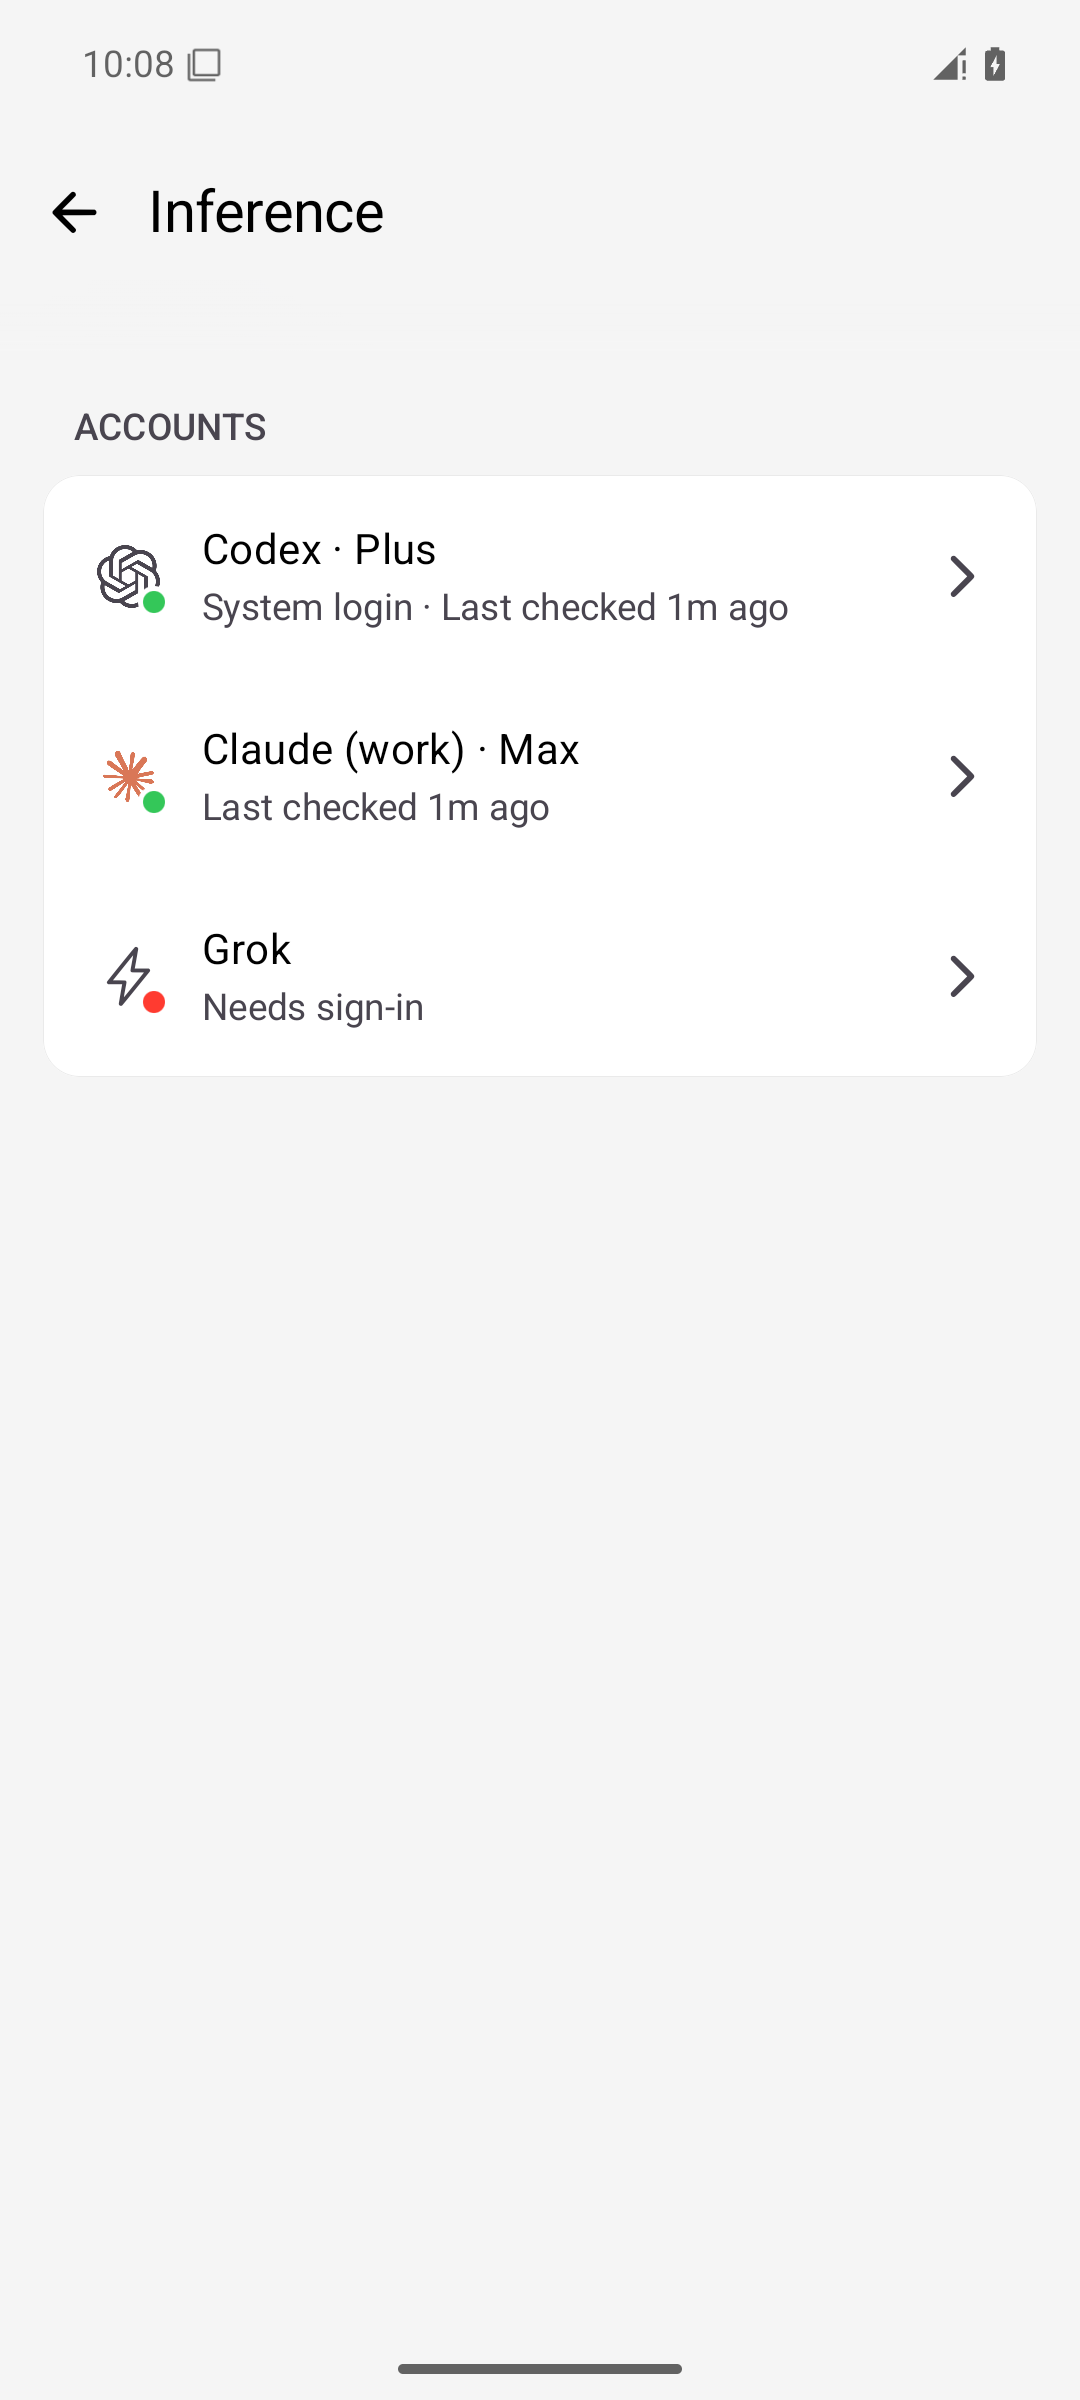 10:08
Inference
ACCOUNTS
Codex · Plus
System login · Last checked 1m ago
Claude (work) · Max
Last checked 1m ago
Grok
Needs sign-in